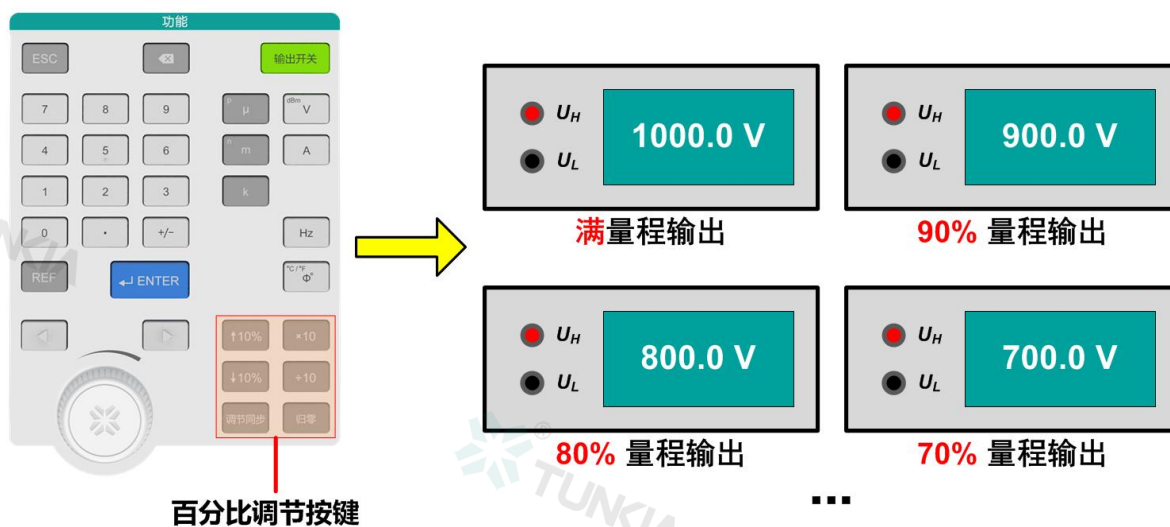 功能
ESC
输出开关
7 8 9 p μ dBm V
4 5 6 n m A
1 2 3 k
0 · +/- Hz
REF ENTER °C/°F Φ°
↑10% ×10
↓10% ÷10
调节同步 归零
百分比调节按键
UH
UL
1000.0 V
满量程输出
UH
UL
900.0 V
90% 量程输出
UH
UL
800.0 V
80% 量程输出
UH
UL
700.0 V
70% 量程输出
...
TUNKIA
®
TUNKIA